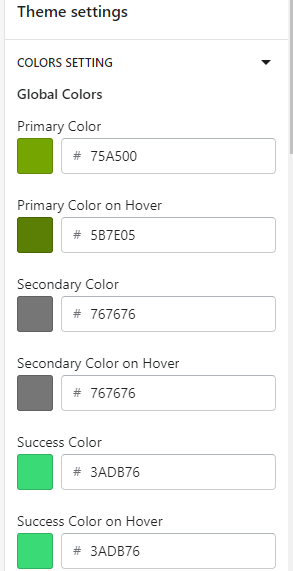 Theme settings
COLORS SETTING
Global Colors
Primary Color
# 75A500
Primary Color on Hover
# 5B7E05
Secondary Color
# 767676
Secondary Color on Hover
# 767676
Success Color
# 3ADB76
Success Color on Hover
# 3ADB76